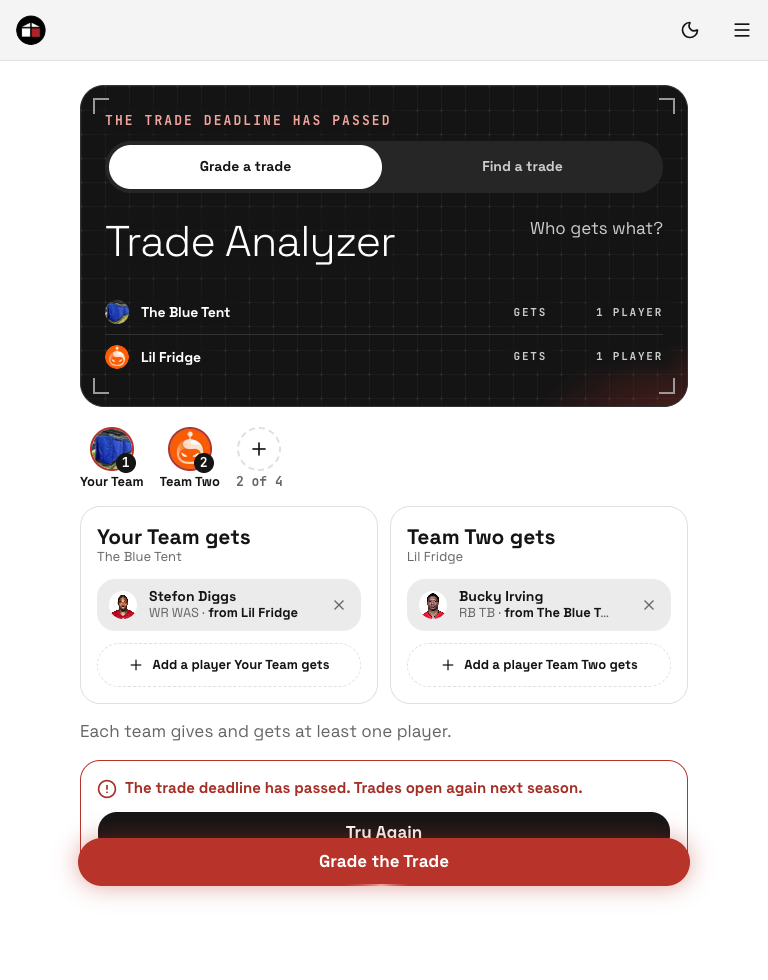 THE TRADE DEADLINE HAS PASSED
Grade a trade
Find a trade
Trade Analyzer
Who gets what?
The Blue Tent GETS 1 PLAYER
Lil Fridge GETS 1 PLAYER
1
2
Your Team
Team Two
2 of 4
Your Team gets
The Blue Tent
Stefon Diggs
WR WAS · from Lil Fridge
Add a player Your Team gets
Team Two gets
Lil Fridge
Bucky Irving
RB TB · from The Blue T...
Add a player Team Two gets
Each team gives and gets at least one player.
The trade deadline has passed. Trades open again next season.
Try Again
Grade the Trade